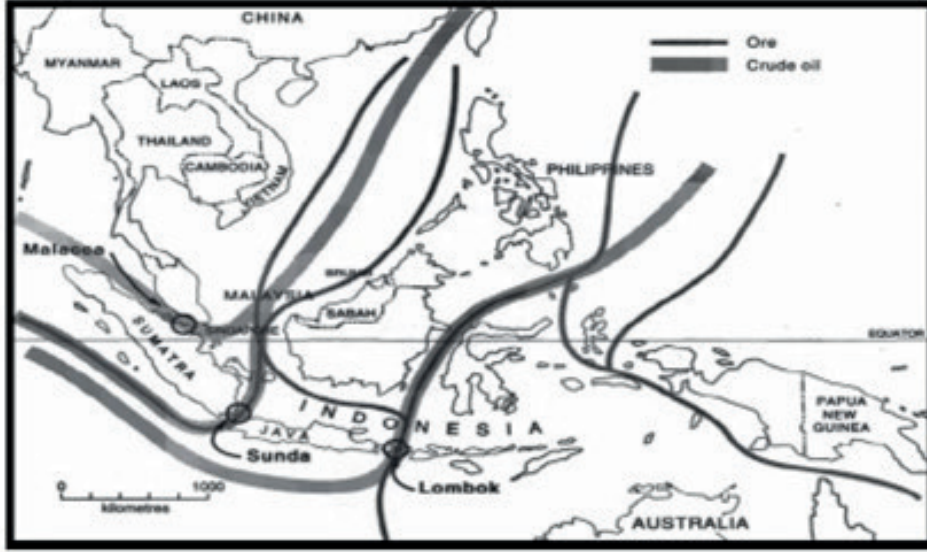 CHINA
Ore
Crude oil
MYANMAR
LAOS
THAILAND
CAMBODIA
VIETNAM
PHILIPPINES
Malacca
BRUNEI
MALAYSIA
SABAH
SINGAPORE
SUMATRA
EQUATOR
INDONESIA
JAVA
PAPUA
NEW
GUINEA
Sunda
Lombok
0 1000
kilometres
AUSTRALIA